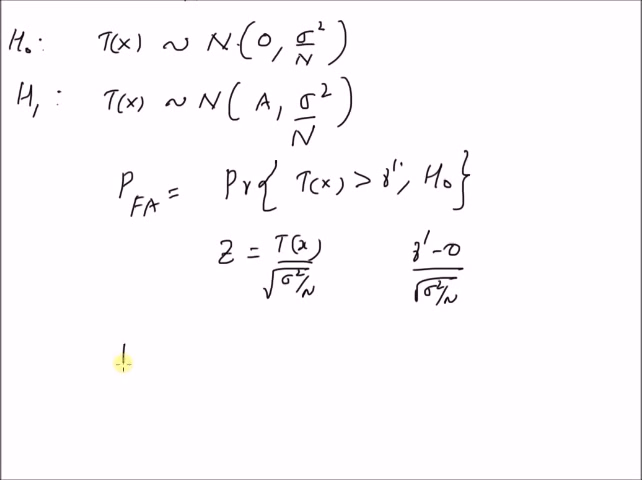 H₀: T(x) ~ N(0, σ²/N)
H₁: T(x) ~ N(A, σ²/N)
P_FA = Pr{ T(x) > γ'; H₀ }
Z = T(x)/√(σ²/N) γ' - 0/√(σ²/N)